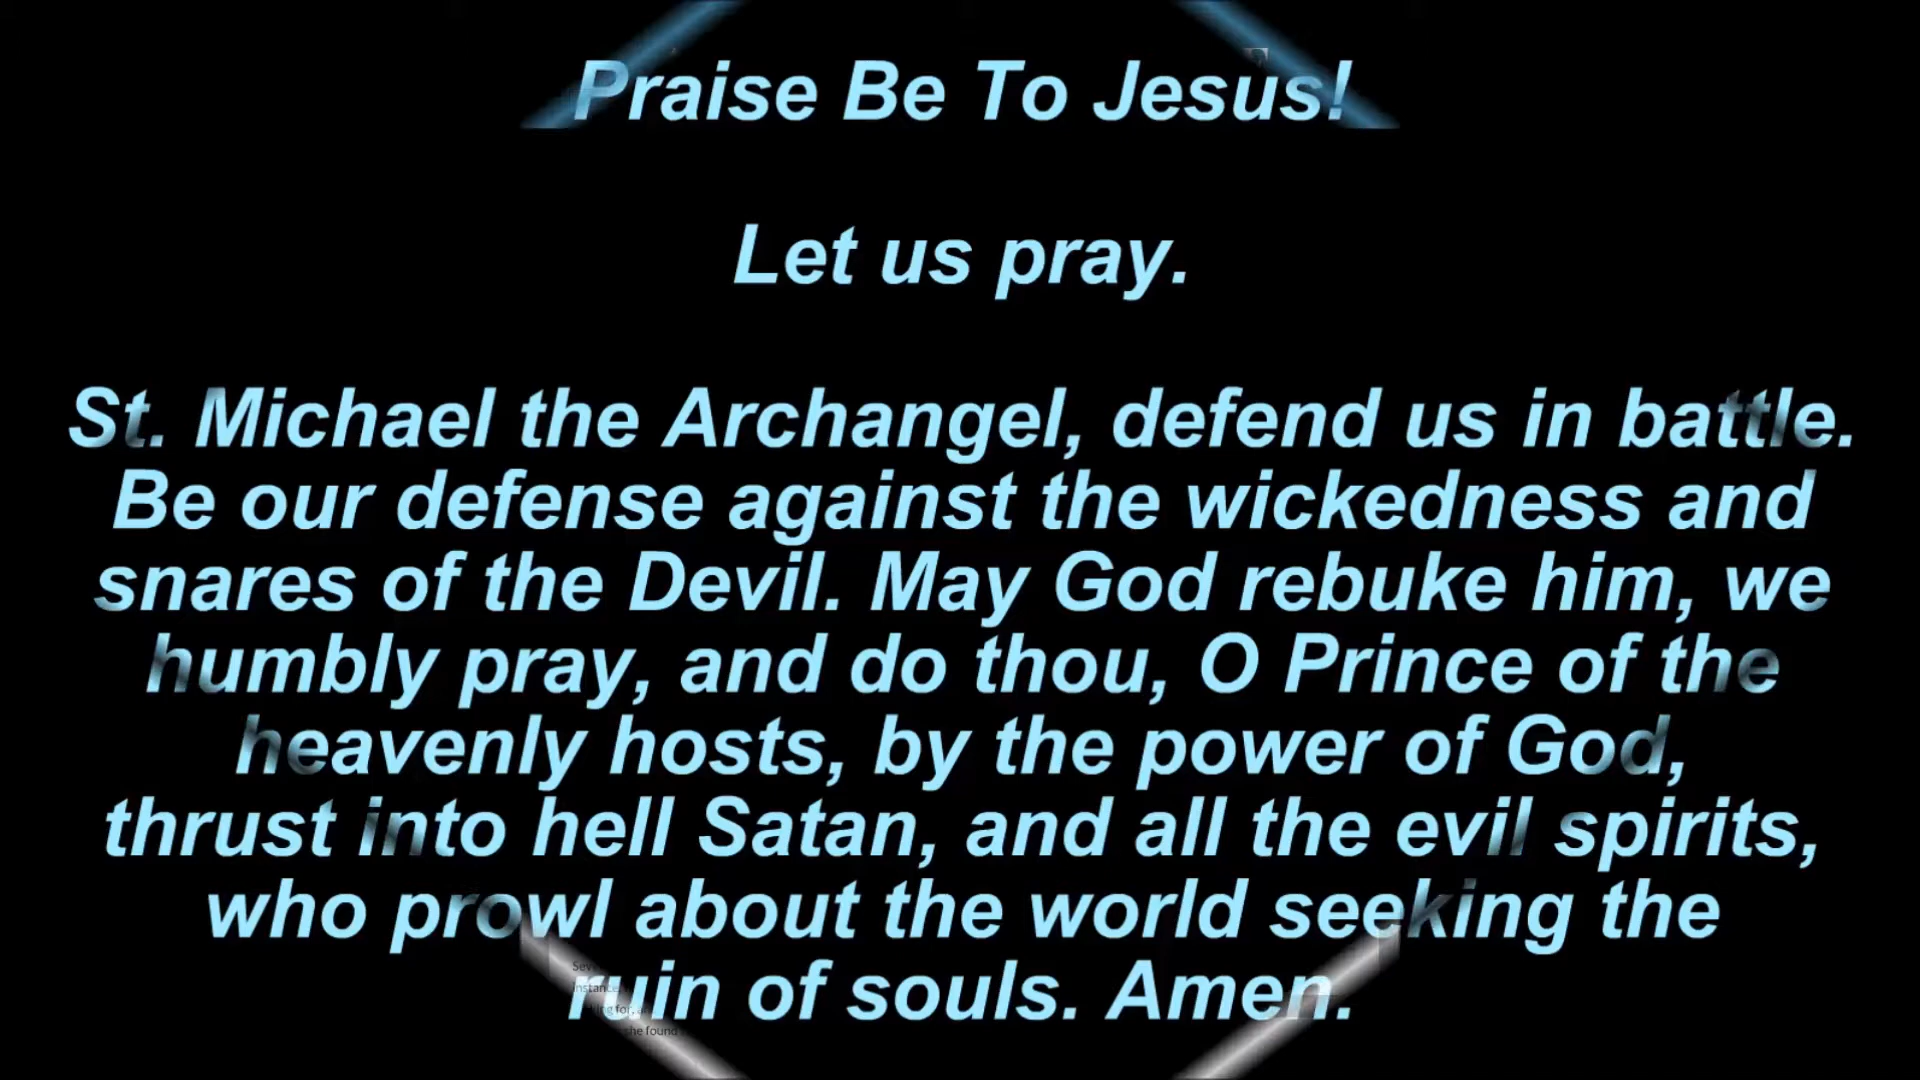 Praise Be To Jesus!
Let us pray.
St. Michael the Archangel, defend us in battle.
Be our defense against the wickedness and
snares of the Devil. May God rebuke him, we
humbly pray, and do thou, O Prince of the
heavenly hosts, by the power of God,
thrust into hell Satan, and all the evil spirits,
who prowl about the world seeking the
ruin of souls. Amen.
she found